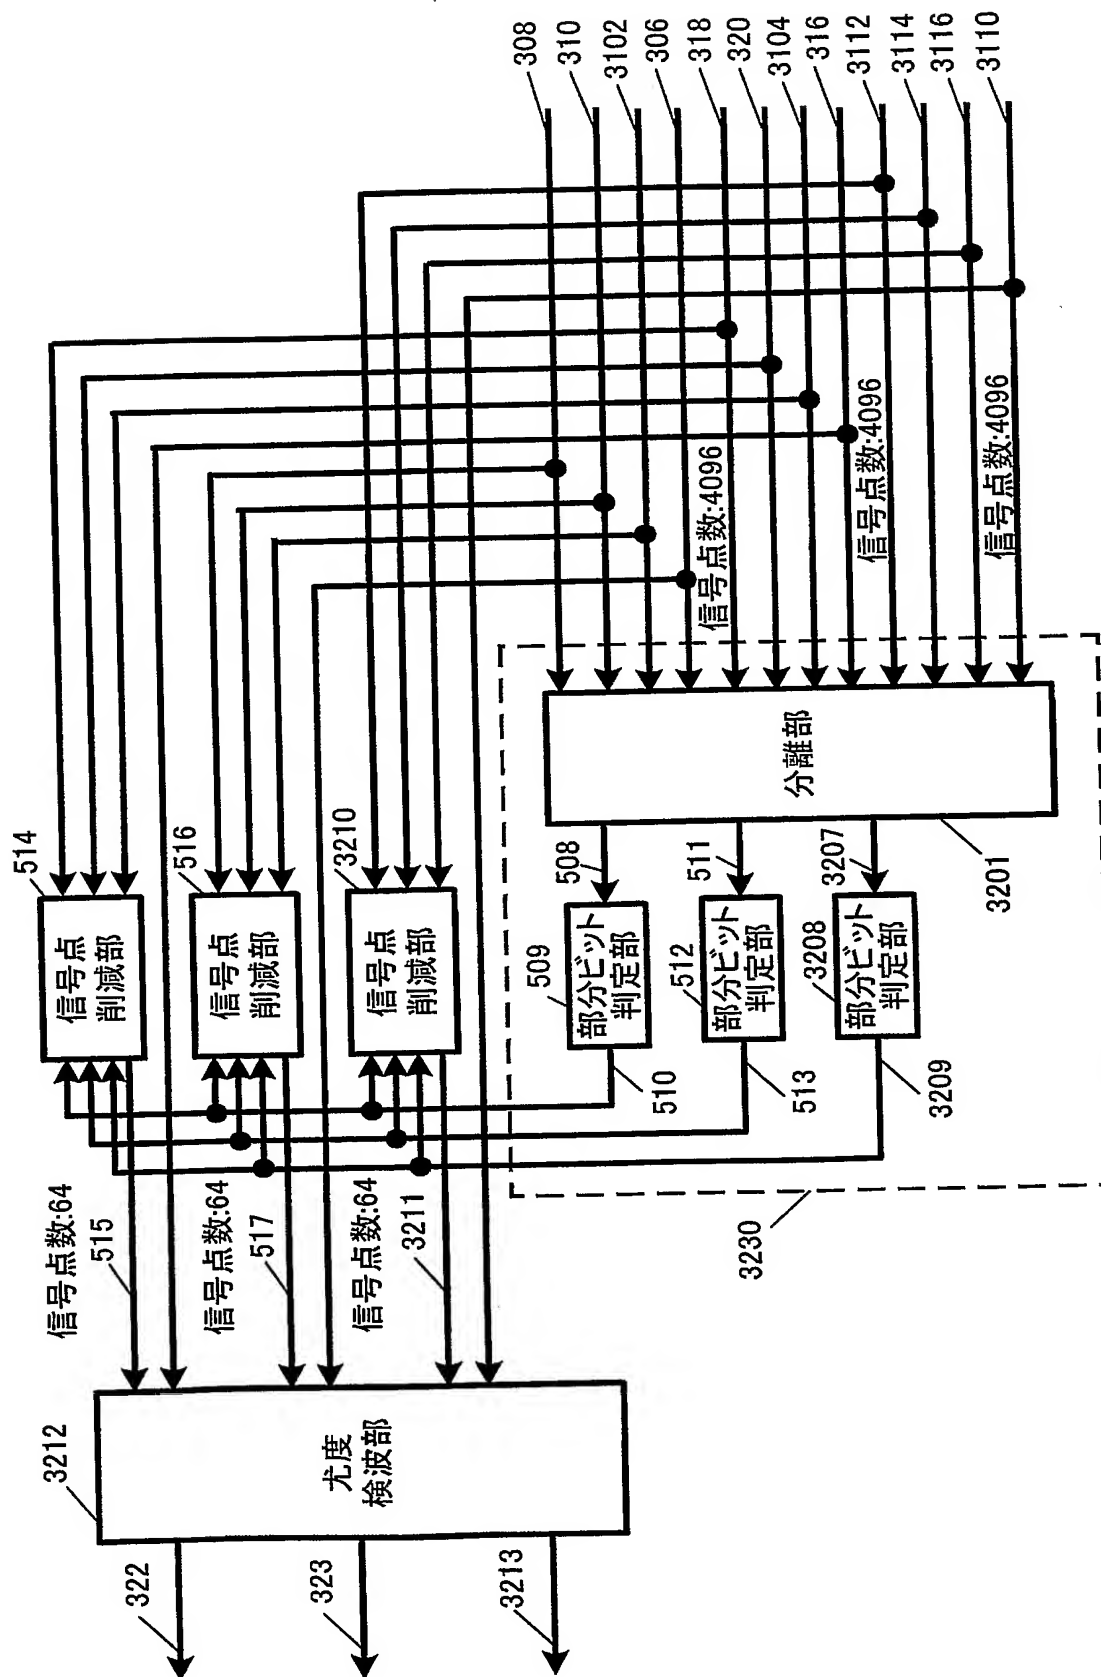 308
310
3102
306
318
320
3104
316
3112
3114
3116
3110
信号点数:4096
信号点数:4096
信号点数:4096
514
信号点
削減部
516
信号点
削減部
3210
信号点
削減部
分離部
3201
508
511
3207
509
部分ビット
判定部
512
部分ビット
判定部
3208
部分ビット
判定部
510
513
3209
3230
信号点数:64
515
信号点数:64
517
信号点数:64
3211
3212
尤度
検波部
322
323
3213